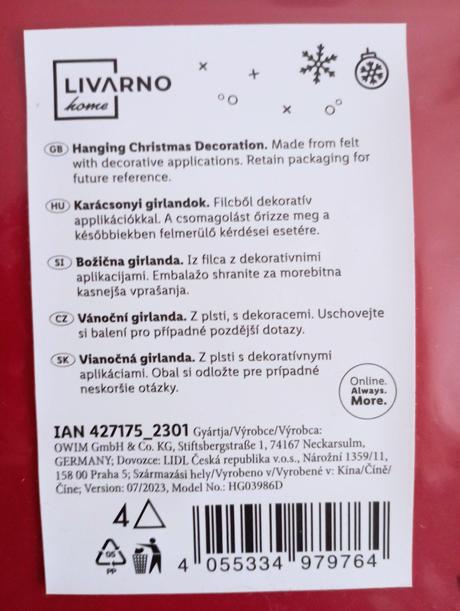 LIVARNO
home
GB Hanging Christmas Decoration. Made from felt
with decorative applications. Retain packaging for
future reference.
HU Karácsonyi girlandok. Filcből dekoratív
applikációkkal. A csomagolást őrizze meg a
későbbiekben felmerülő kérdései esetére.
SI Božična girlanda. Iz filca z dekorativnimi
aplikacijami. Embalažo shranite za morebitna
kasnejša vprašanja.
CZ Vánoční girlanda. Z plsti, s dekoracemi. Uschovejte
si balení pro případné pozdější dotazy.
SK Vianočná girlanda. Z plsti s dekoratívnymi
aplikáciami. Obal si odložte pre prípadné
neskoršie otázky.
Online.
Always.
More.
IAN 427175_2301 Gyártja/Výrobce/Výrobca:
OWIM GmbH & Co. KG, Stiftsbergstraße 1, 74167 Neckarsulm,
GERMANY; Dovozce: LIDL Česká republika v.o.s., Nárožní 1359/11,
158 00 Praha 5; Származási hely/Vyrobeno v/Vyrobené v: Kína/Číně/
Číne; Version: 07/2023, Model No.: HG03986D
4
05
PP
4 055334 979764